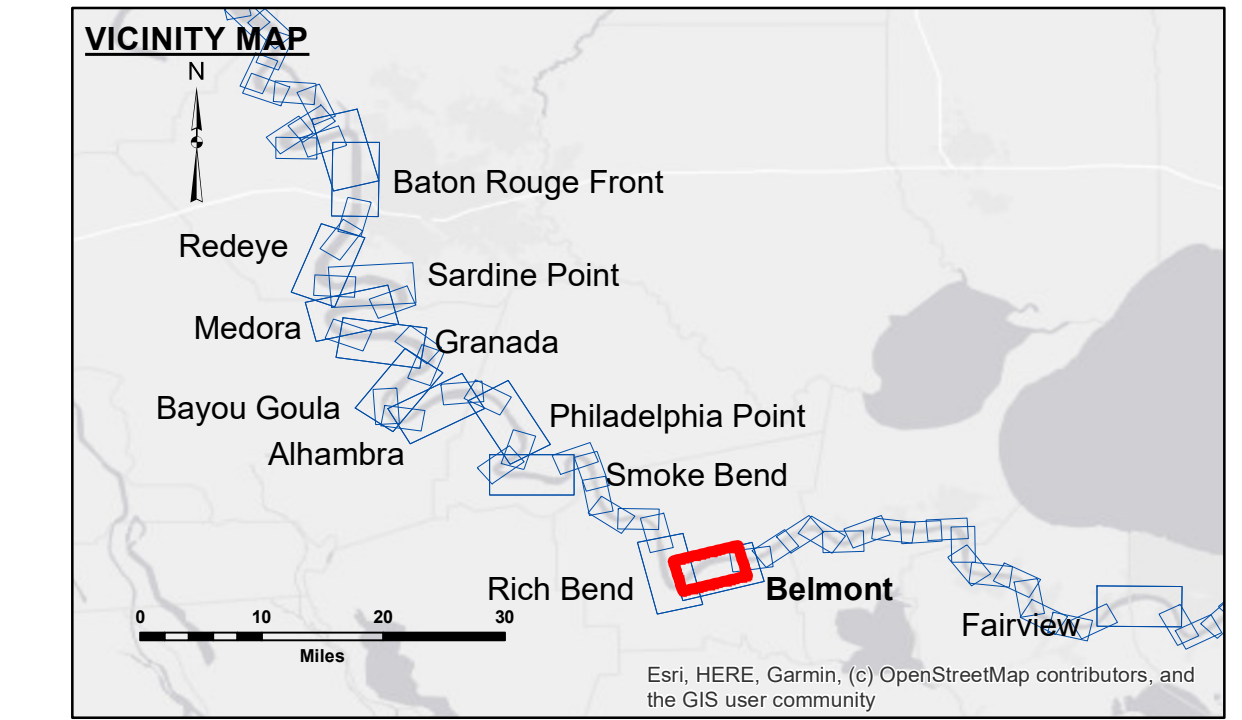 VICINITY MAP
N
Baton Rouge Front
Redeye
Sardine Point
Medora
Granada
Bayou Goula
Philadelphia Point
Alhambra
Smoke Bend
Rich Bend
Belmont
Fairview
0 10 20 30
Miles
Esri, HERE, Garmin, (c) OpenStreetMap contributors, and
the GIS user community